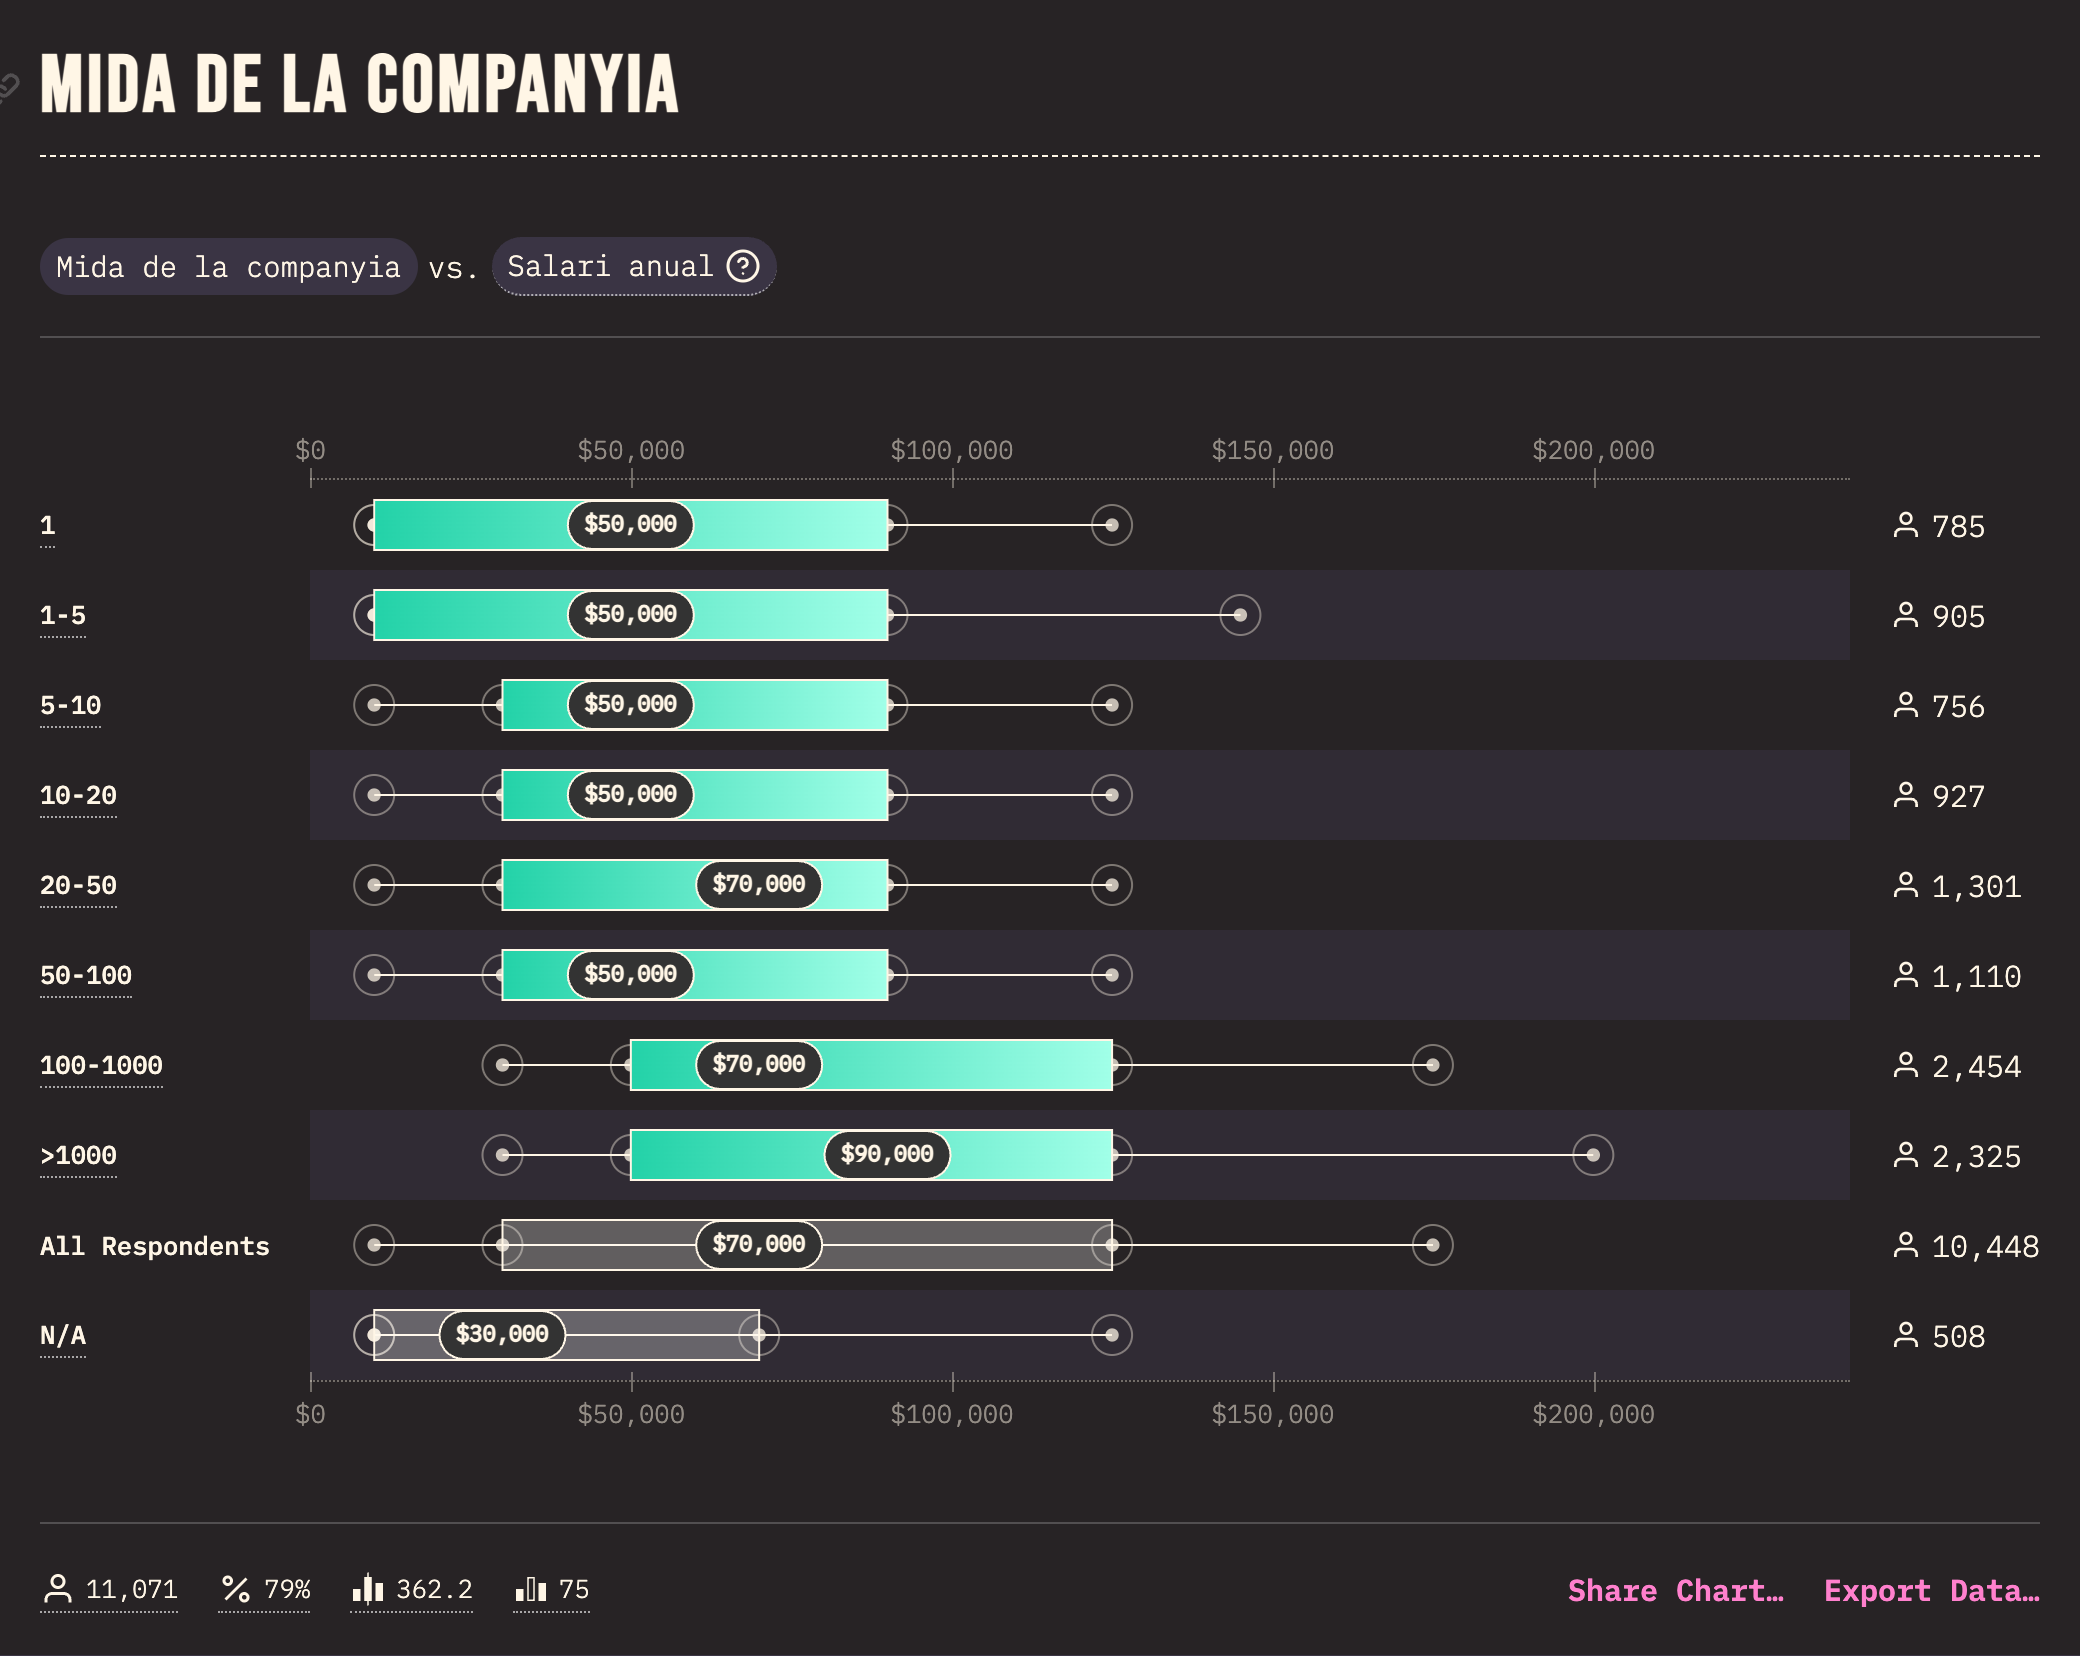 MIDA DE LA COMPANYIA
Mida de la companyia vs. Salari anual
$0 $50,000 $100,000 $150,000 $200,000
1 $50,000 785
1-5 $50,000 905
5-10 $50,000 756
10-20 $50,000 927
20-50 $70,000 1,301
50-100 $50,000 1,110
100-1000 $70,000 2,454
>1000 $90,000 2,325
All Respondents $70,000 10,448
N/A $30,000 508
$0 $50,000 $100,000 $150,000 $200,000
11,071 79% 362.2 75 Share Chart… Export Data…